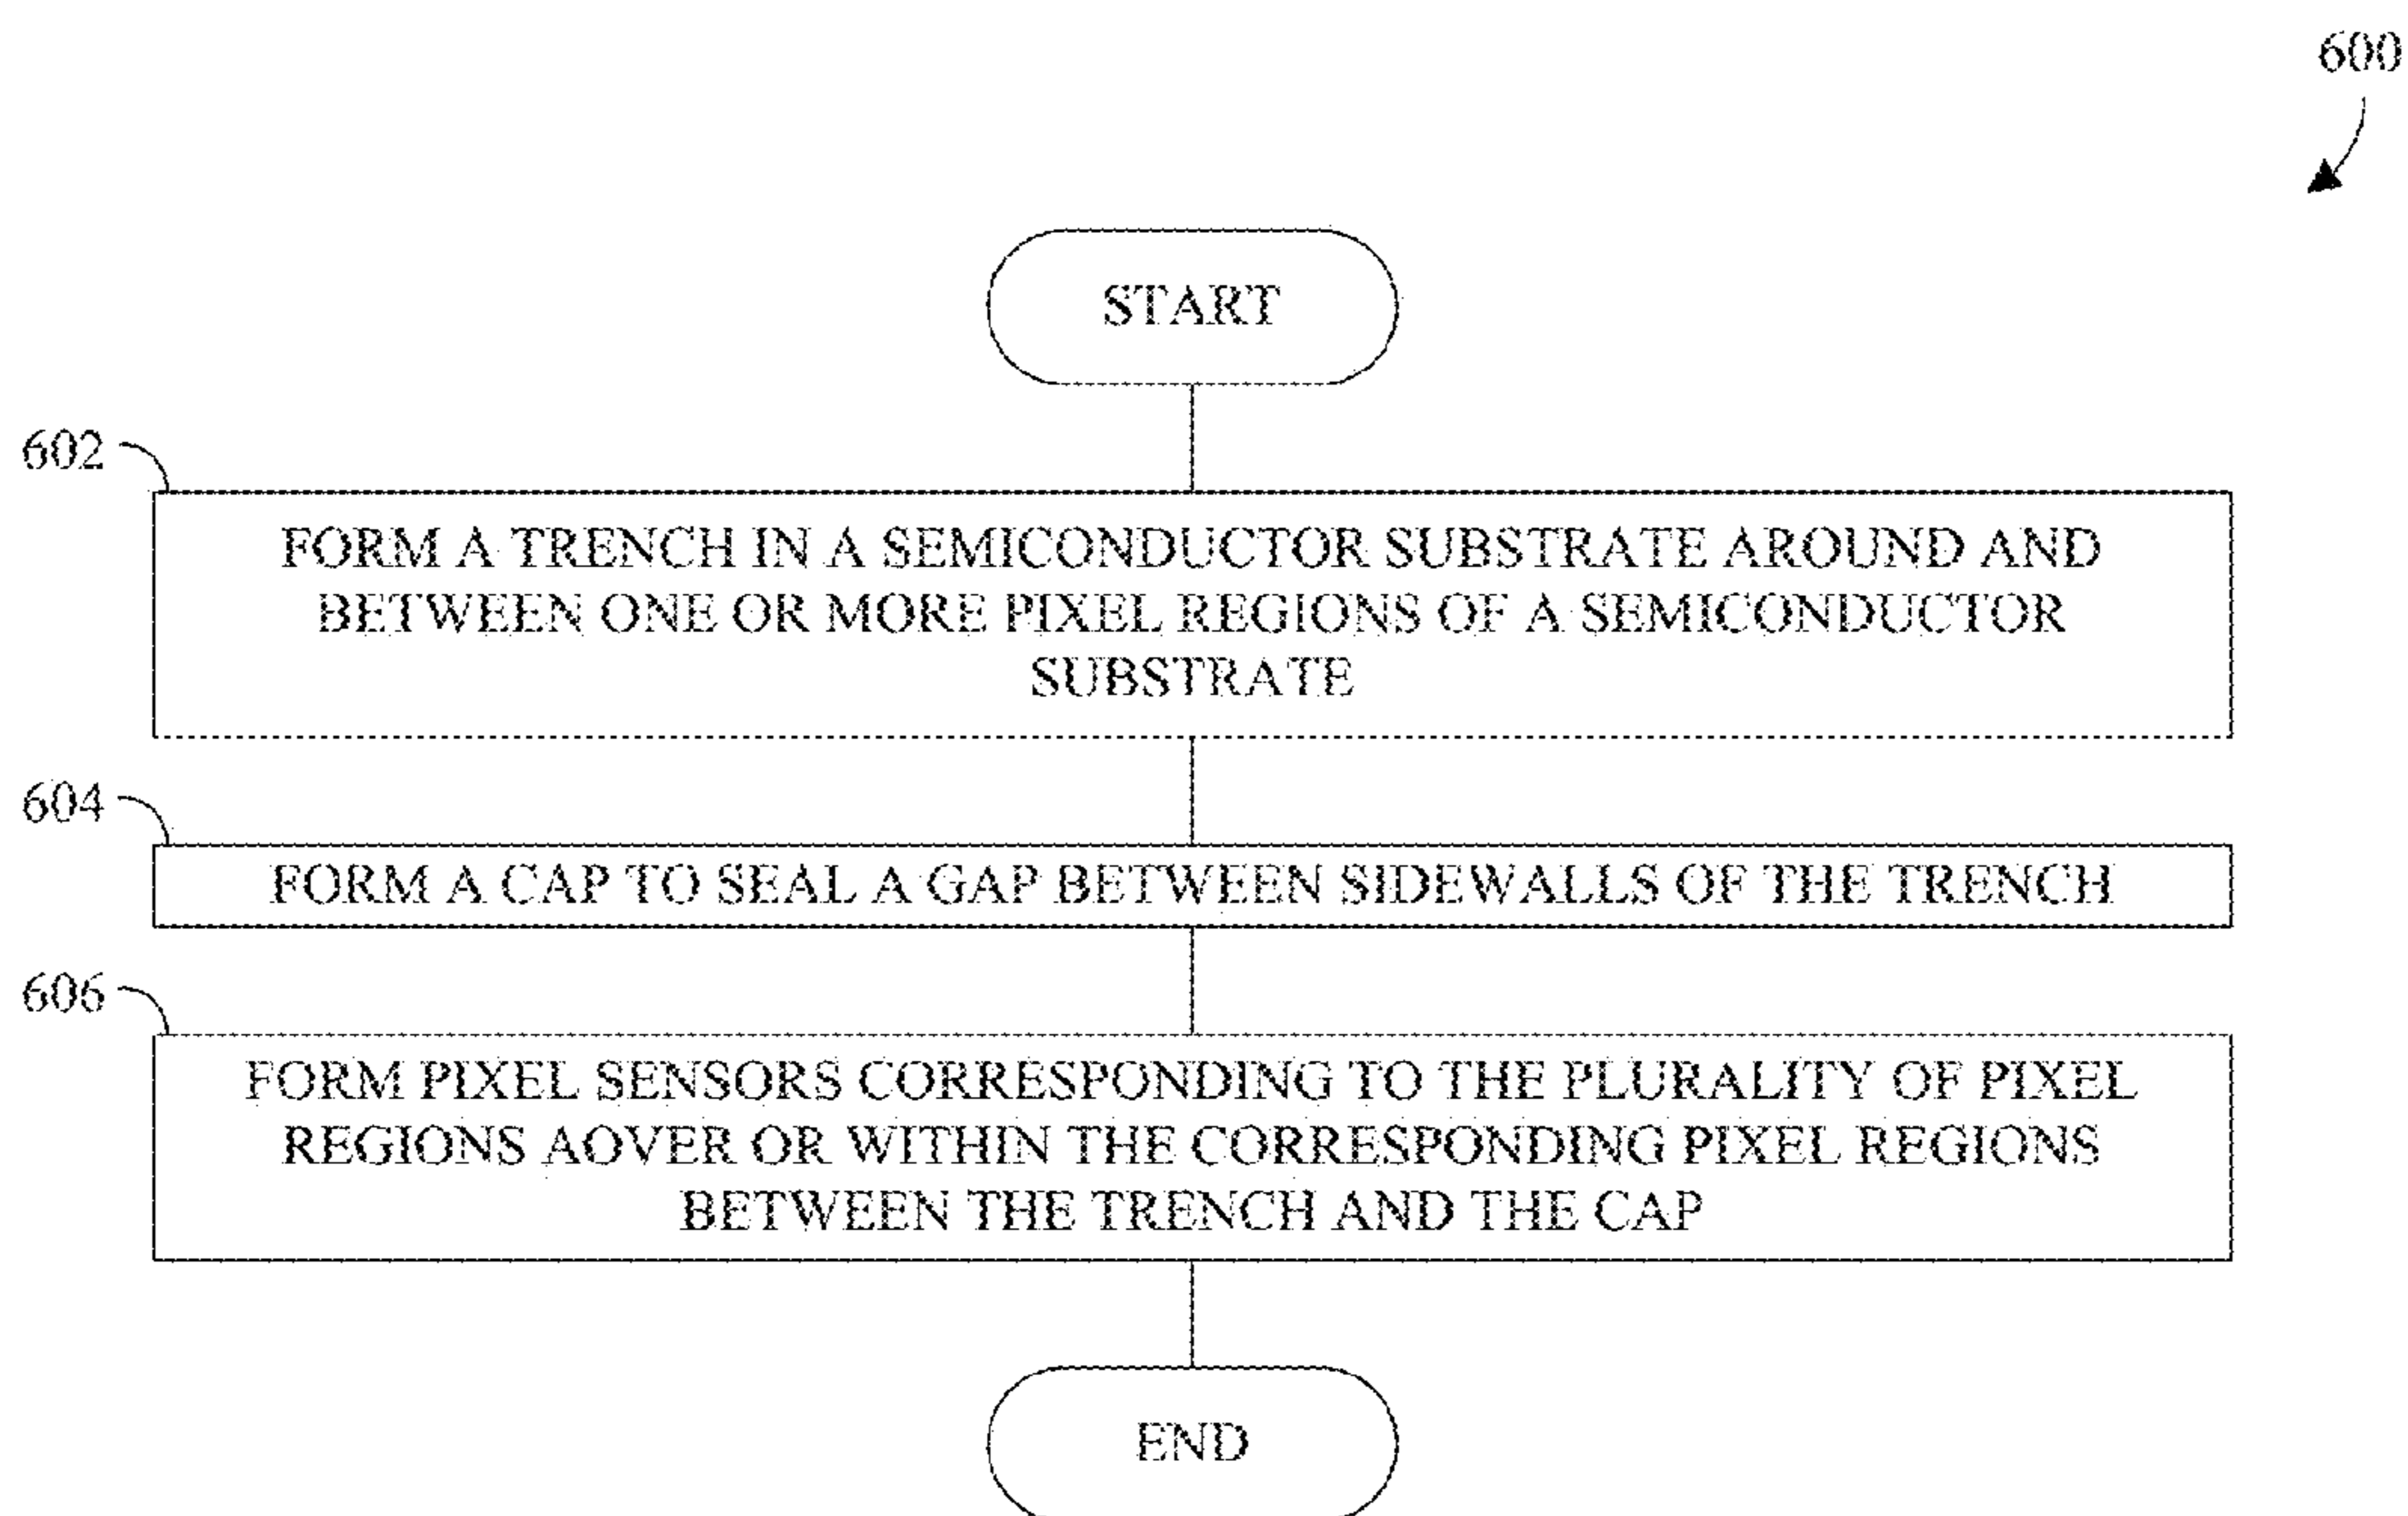 600
START
602
FORM A TRENCH IN A SEMICONDUCTOR SUBSTRATE AROUND AND
BETWEEN ONE OR MORE PIXEL REGIONS OF A SEMICONDUCTOR
SUBSTRATE
604
FORM A CAP TO SEAL A GAP BETWEEN SIDEWALLS OF THE TRENCH
606
FORM PIXEL SENSORS CORRESPONDING TO THE PLURALITY OF PIXEL
REGIONS AOVER OR WITHIN THE CORRESPONDING PIXEL REGIONS
BETWEEN THE TRENCH AND THE CAP
END